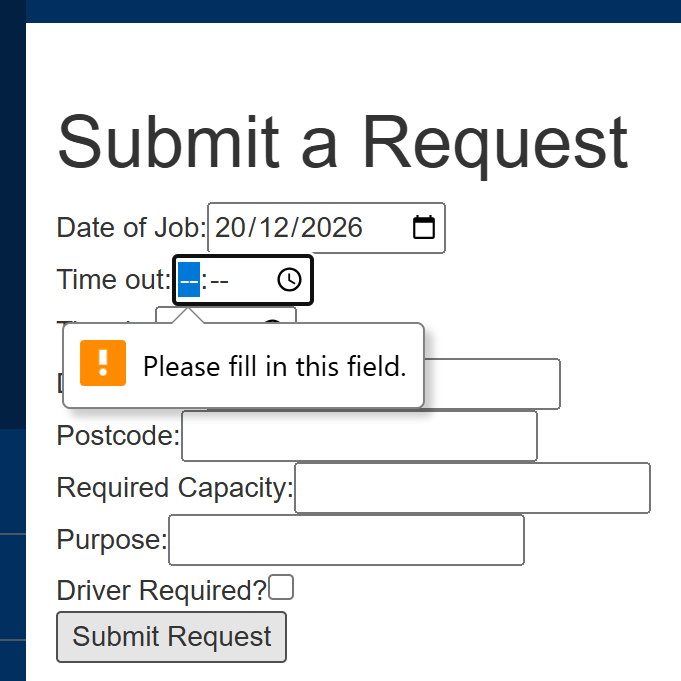 Submit a Request
Date of Job: 20/12/2026
Time out: --:--
Please fill in this field.
Postcode:
Required Capacity:
Purpose:
Driver Required?
Submit Request